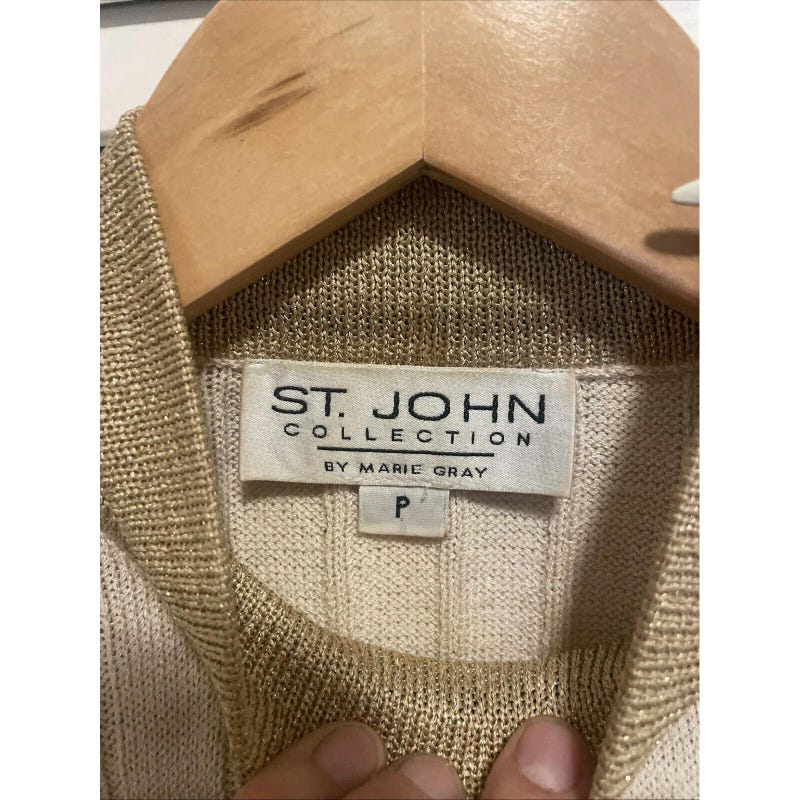 ST. JOHN
COLLECTION
BY MARIE GRAY
P